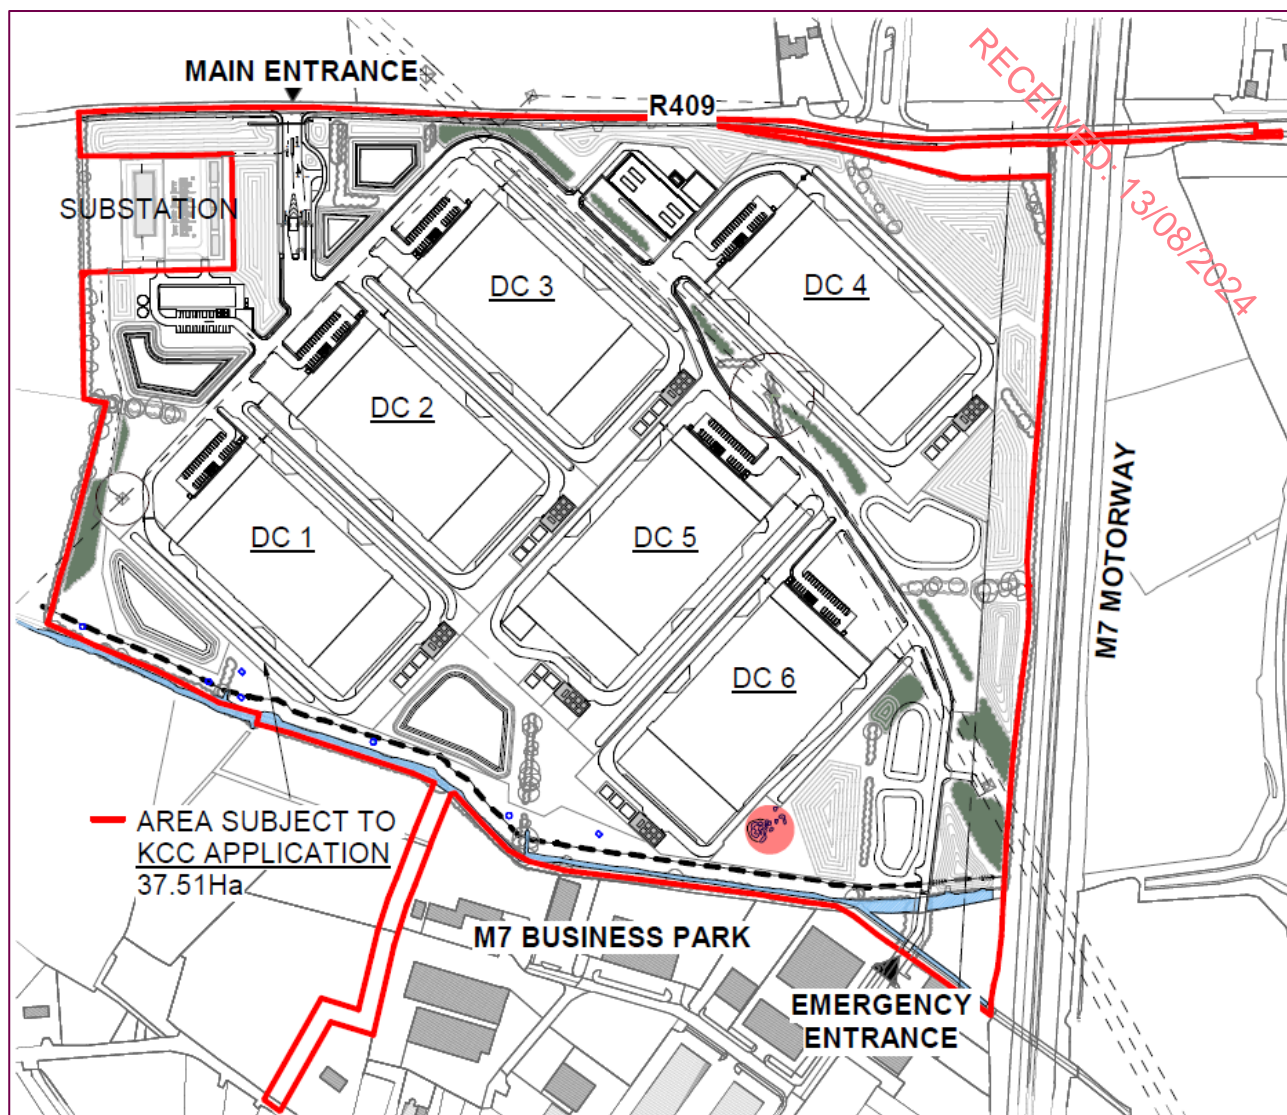 MAIN ENTRANCE
R409
RECEIVED: 13/08/2024
SUBSTATION
DC 3
DC 4
DC 2
DC 1
DC 5
M7 MOTORWAY
DC 6
AREA SUBJECT TO
KCC APPLICATION
37.51Ha
M7 BUSINESS PARK
EMERGENCY
ENTRANCE